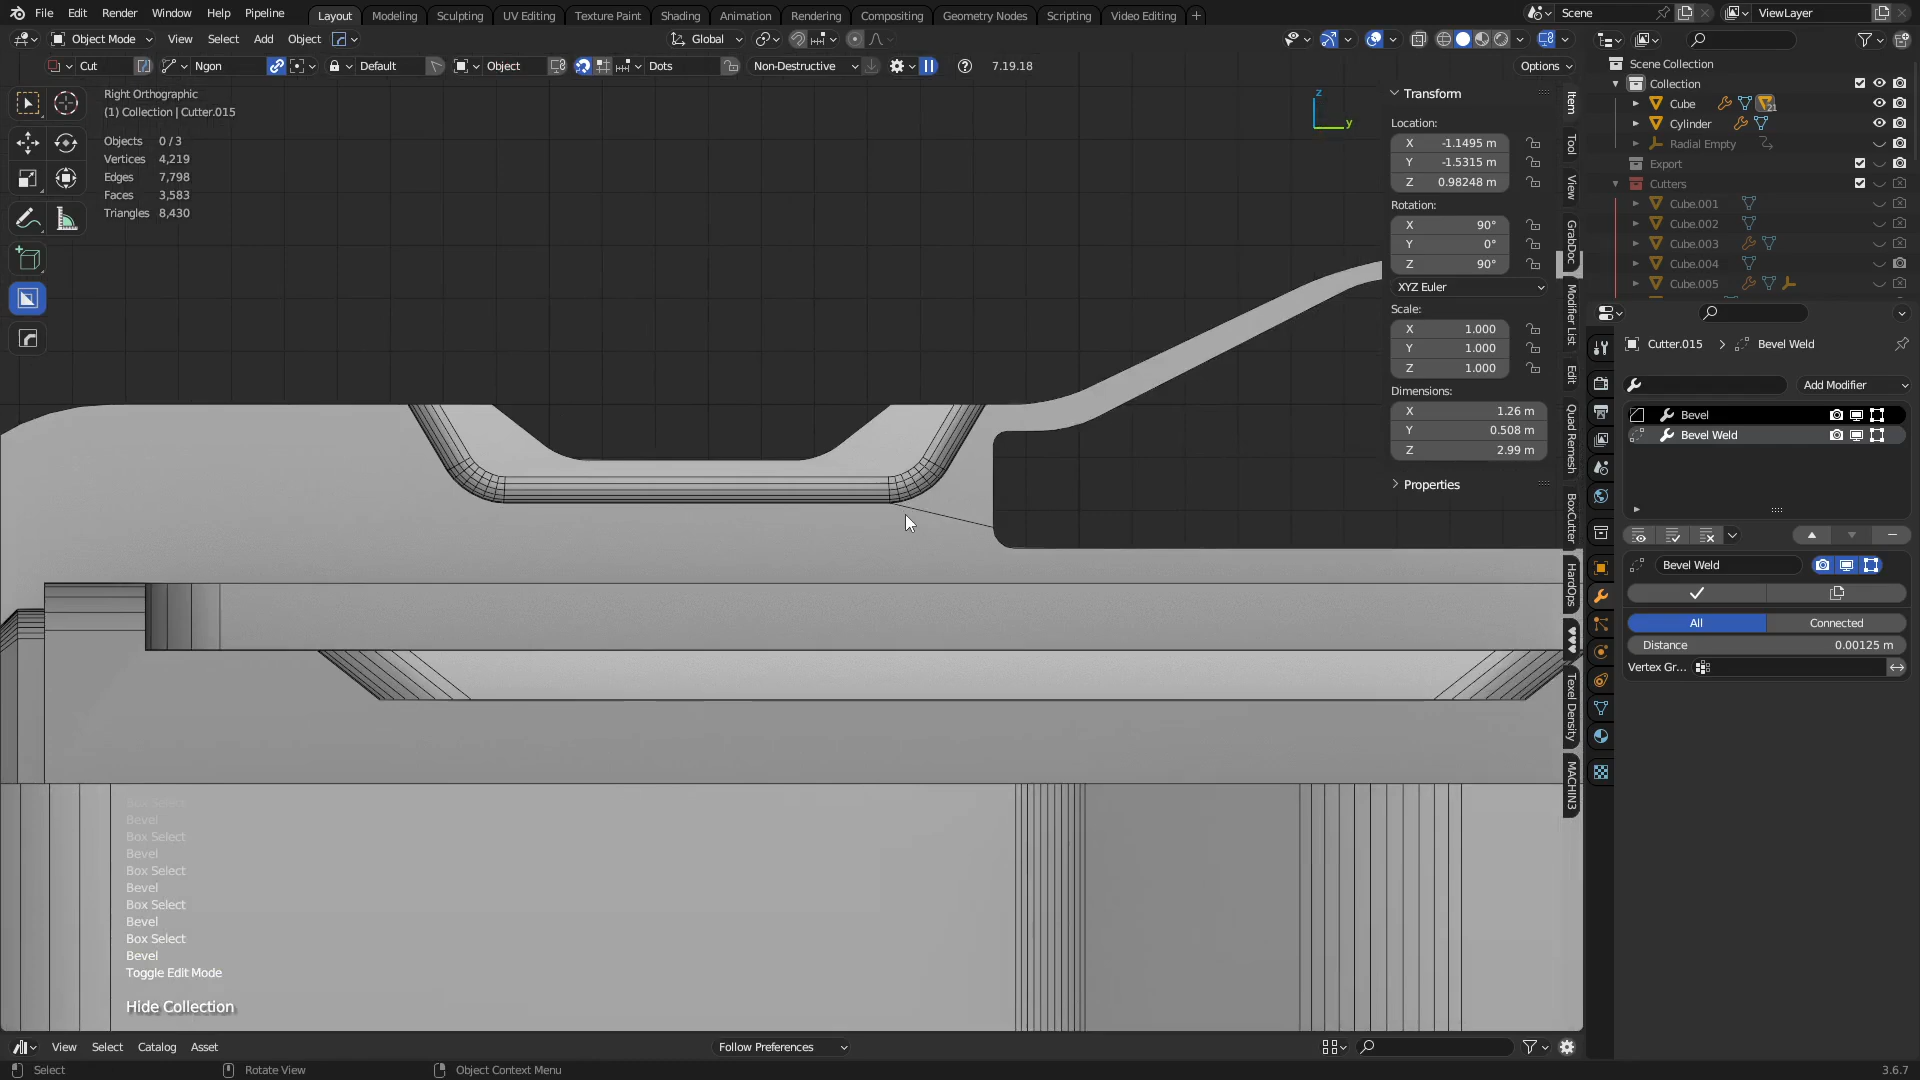 File Edit Render Window Help Pipeline Layout Modeling Sculpting UV Editing Texture Paint Shading Animation Rendering Compositing Geometry Nodes Scripting Video Editing + Scene ViewLayer
Object Mode View Select Add Object Global
Cut Ngon Default Object Dots Non-Destructive 7.19.18 Options
Right Orthographic
(1) Collection | Cutter.015
Objects 0 / 3
Vertices 4,219
Edges 7,798
Faces 3,583
Triangles 8,430
z
y
Transform
Location:
X -1.1495 m
Y -1.5315 m
Z 0.98248 m
Rotation:
X 90°
Y 0°
Z 90°
XYZ Euler
Scale:
X 1.000
Y 1.000
Z 1.000
Dimensions:
X 1.26 m
Y 0.508 m
Z 2.99 m
Properties
Item
Tool
View
GrabDoc
Modifier List
Edit
Quad Remesh
BoxCutter
HardOps
♥♥♥
Texel Density
MACHIN3
Scene Collection
Collection
Cube 21
Cylinder
Radial Empty
Export
Cutters
Cube.001
Cube.002
Cube.003
Cube.004
Cube.005
Cutter.015 > Bevel Weld
Add Modifier
Bevel
Bevel Weld
Bevel Weld
All Connected
Distance 0.00125 m
Vertex Gr...
Box Select
Bevel
Box Select
Bevel
Box Select
Bevel
Box Select
Bevel
Box Select
Bevel
Toggle Edit Mode
Hide Collection
View Select Catalog Asset Follow Preferences
Select Rotate View Object Context Menu 3.6.7